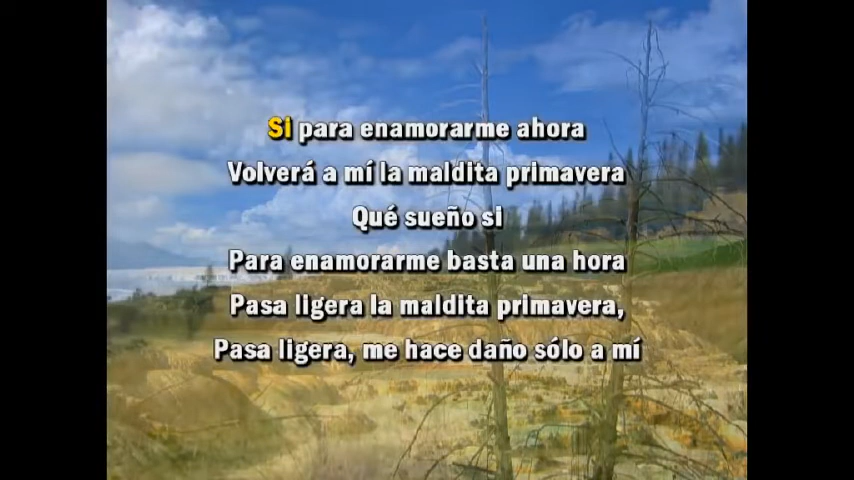 Si para enamorarme ahora
Volverá a mí la maldita primavera
Qué sueño si
Para enamorarme basta una hora
Pasa ligera la maldita primavera,
Pasa ligera, me hace daño sólo a mí